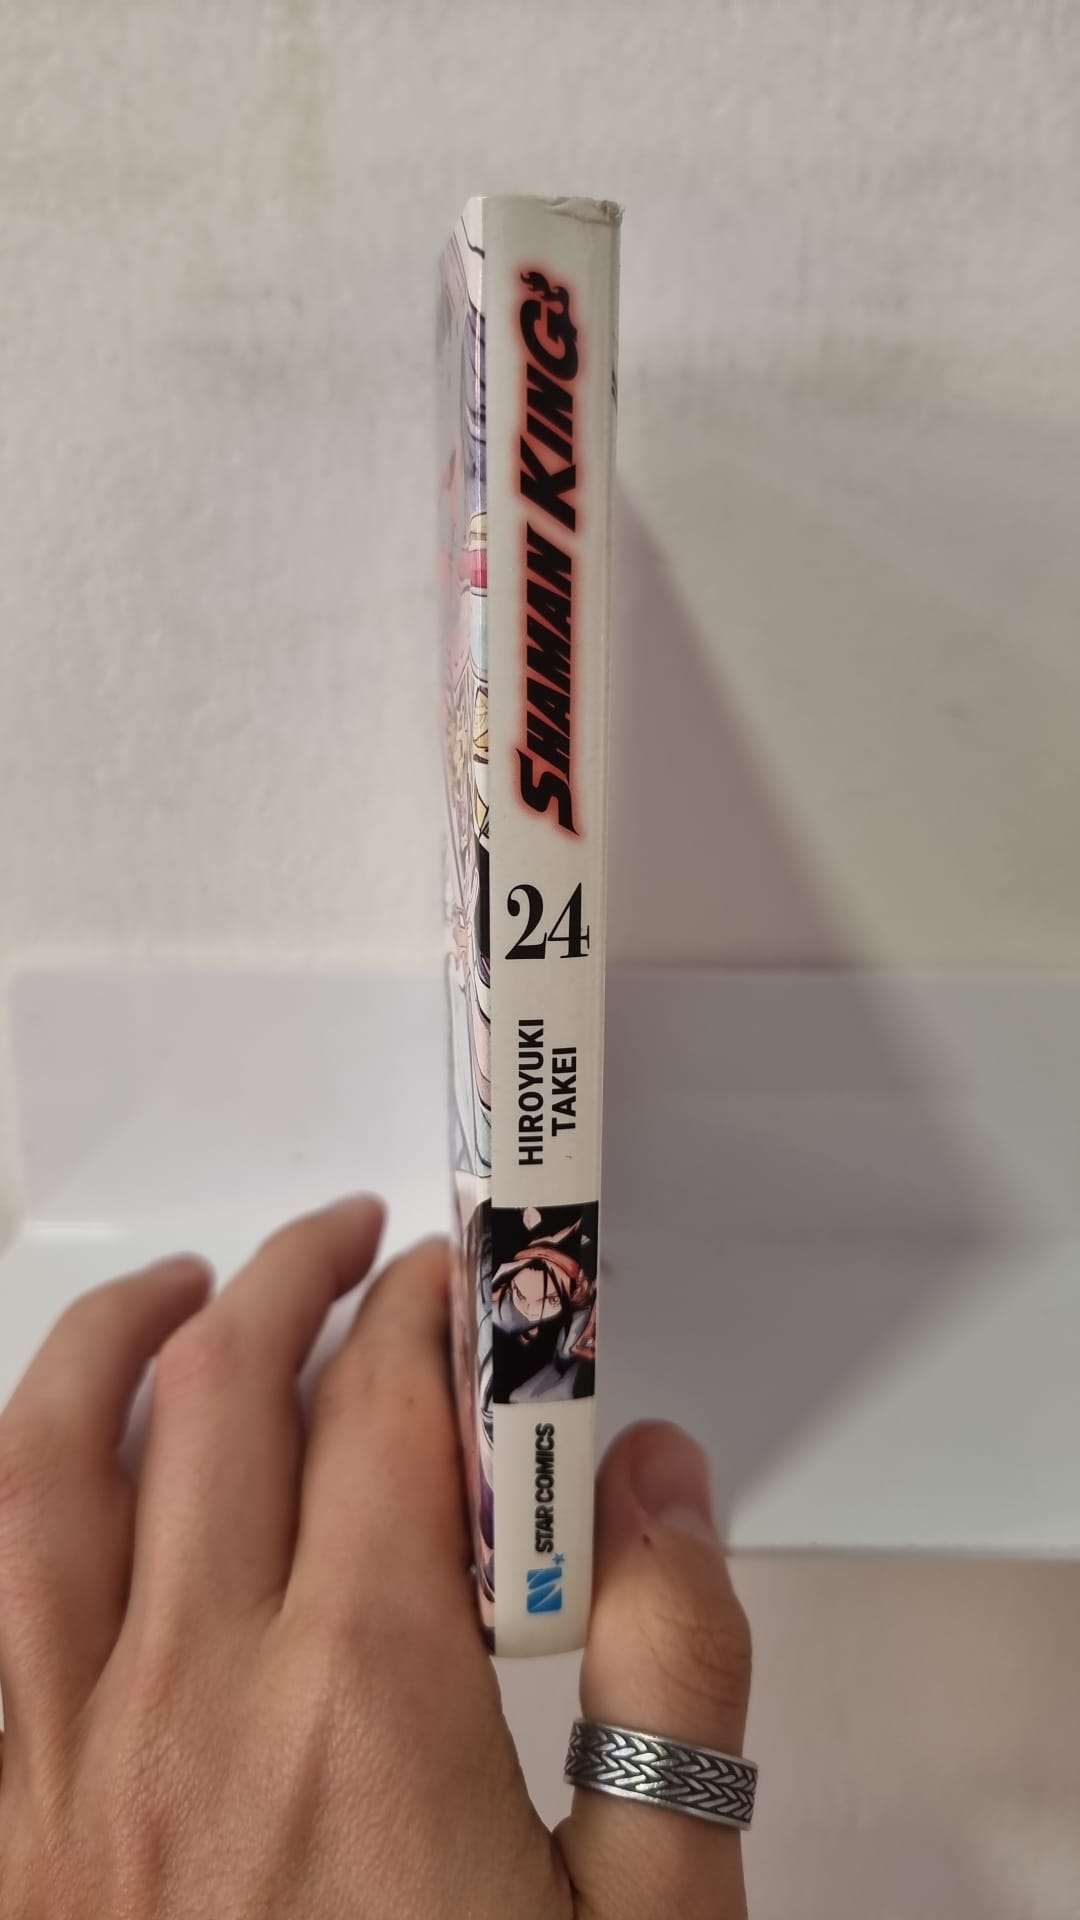 SHAMAN KING
24
HIROYUKI
TAKEI
STAR COMICS